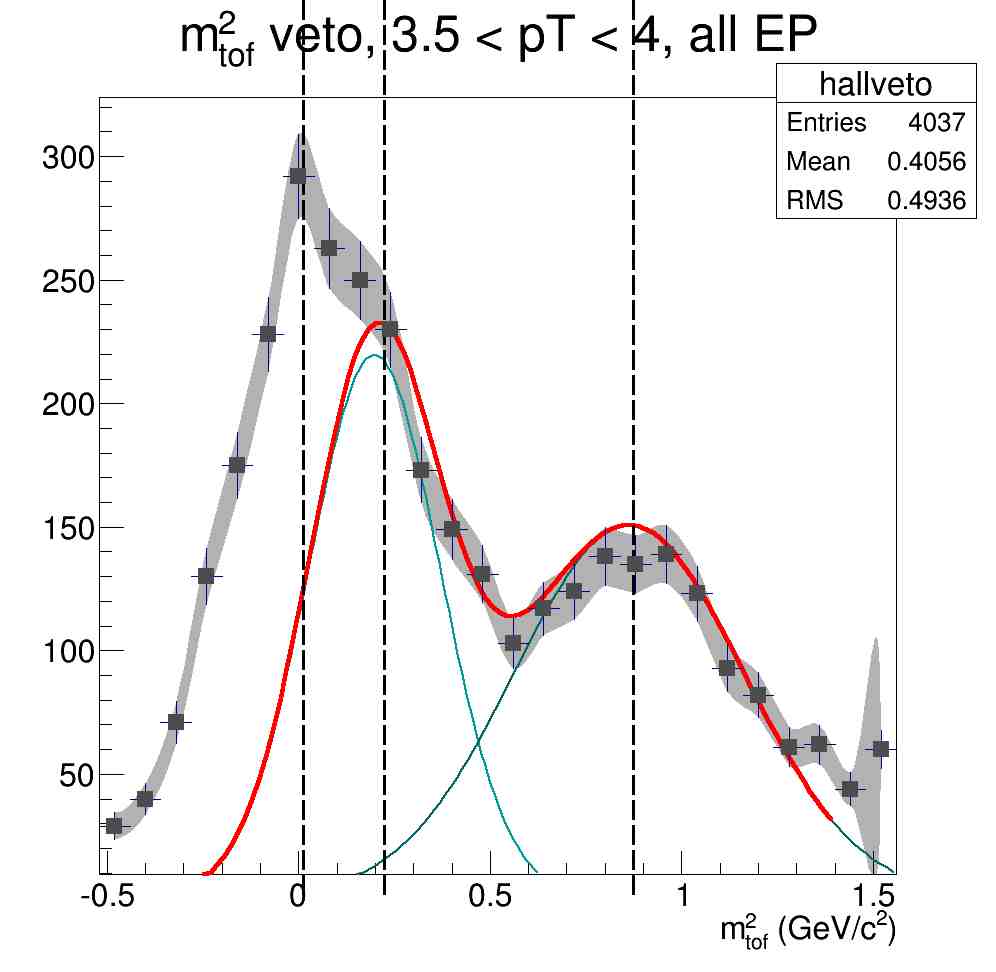 m²tof veto, 3.5 < pT < 4, all EP
hallveto
Entries 4037
Mean 0.4056
RMS 0.4936
300
250
200
150
100
50
-0.5 0 0.5 1 1.5
m²tof (GeV/c²)